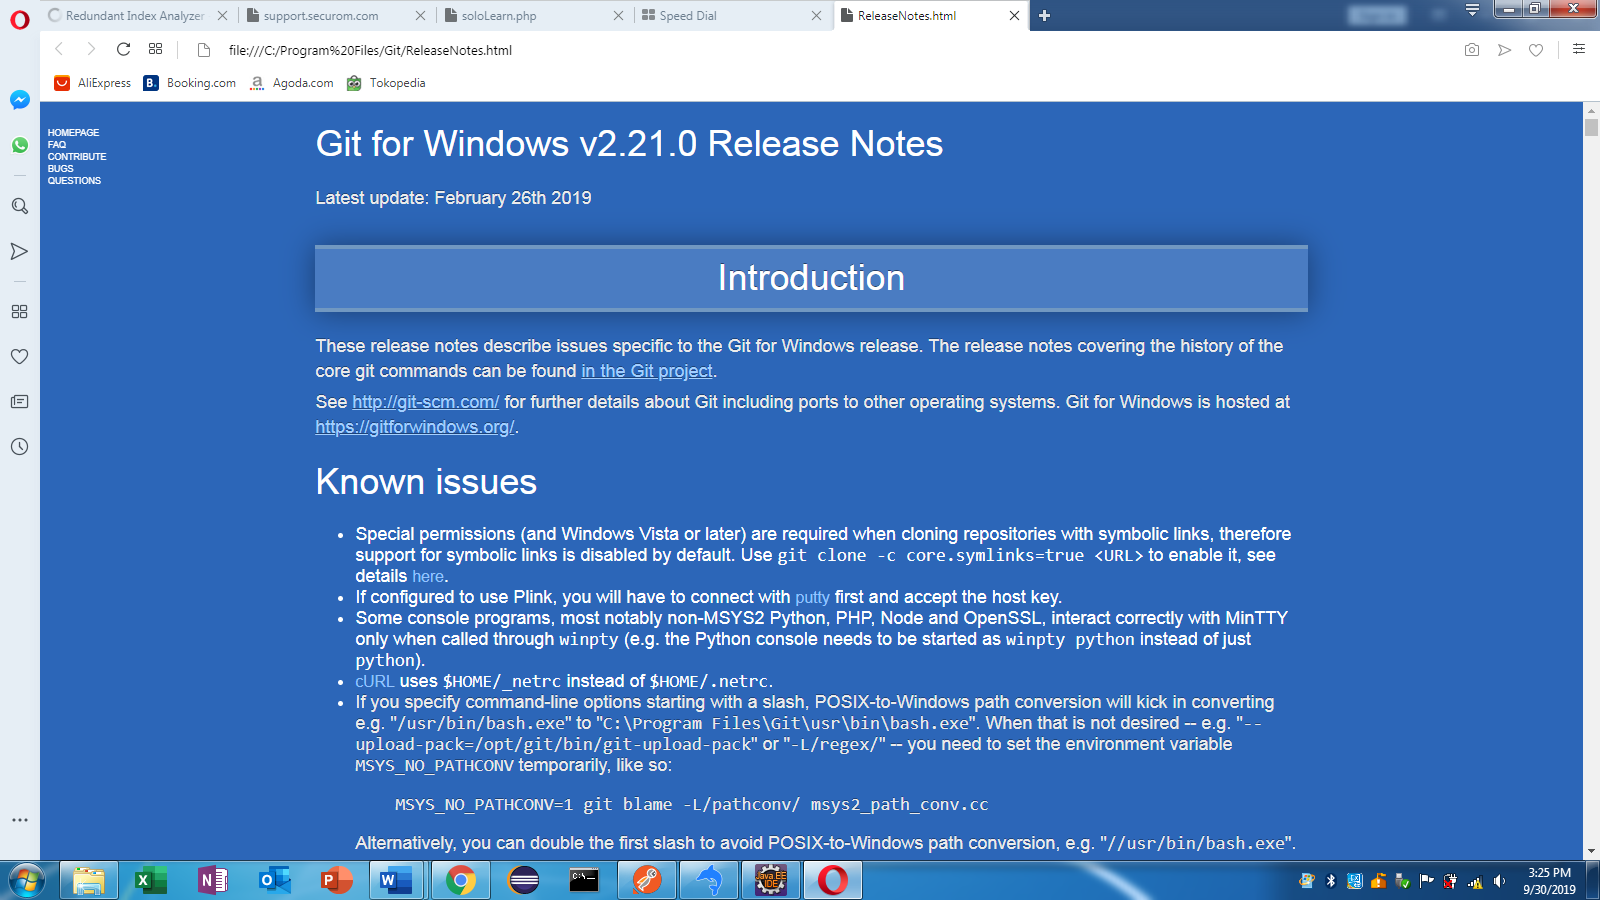 Redundant Index Analyzer
support.securom.com
soloLearn.php
Speed Dial
ReleaseNotes.html
file:///C:/Program%20Files/Git/ReleaseNotes.html
AliExpress
B. Booking.com
a Agoda.com
Tokopedia
HOMEPAGE
FAQ
CONTRIBUTE
BUGS
QUESTIONS
Git for Windows v2.21.0 Release Notes
Latest update: February 26th 2019
Introduction
These release notes describe issues specific to the Git for Windows release. The release notes covering the history of the
core git commands can be found in the Git project.
See http://git-scm.com/ for further details about Git including ports to other operating systems. Git for Windows is hosted at
https://gitforwindows.org/.
Known issues
• Special permissions (and Windows Vista or later) are required when cloning repositories with symbolic links, therefore
support for symbolic links is disabled by default. Use git clone -c core.symlinks=true <URL> to enable it, see
details here.
• If configured to use Plink, you will have to connect with putty first and accept the host key.
• Some console programs, most notably non-MSYS2 Python, PHP, Node and OpenSSL, interact correctly with MinTTY
only when called through winpty (e.g. the Python console needs to be started as winpty python instead of just
python).
• cURL uses $HOME/_netrc instead of $HOME/.netrc.
• If you specify command-line options starting with a slash, POSIX-to-Windows path conversion will kick in converting
e.g. "/usr/bin/bash.exe" to "C:\Program Files\Git\usr\bin\bash.exe". When that is not desired -- e.g. "--
upload-pack=/opt/git/bin/git-upload-pack" or "-L/regex/" -- you need to set the environment variable
MSYS_NO_PATHCONV temporarily, like so:
MSYS_NO_PATHCONV=1 git blame -L/pathconv/ msys2_path_conv.cc
Alternatively, you can double the first slash to avoid POSIX-to-Windows path conversion, e.g. "//usr/bin/bash.exe".
Java EE
IDE
3:25 PM
9/30/2019